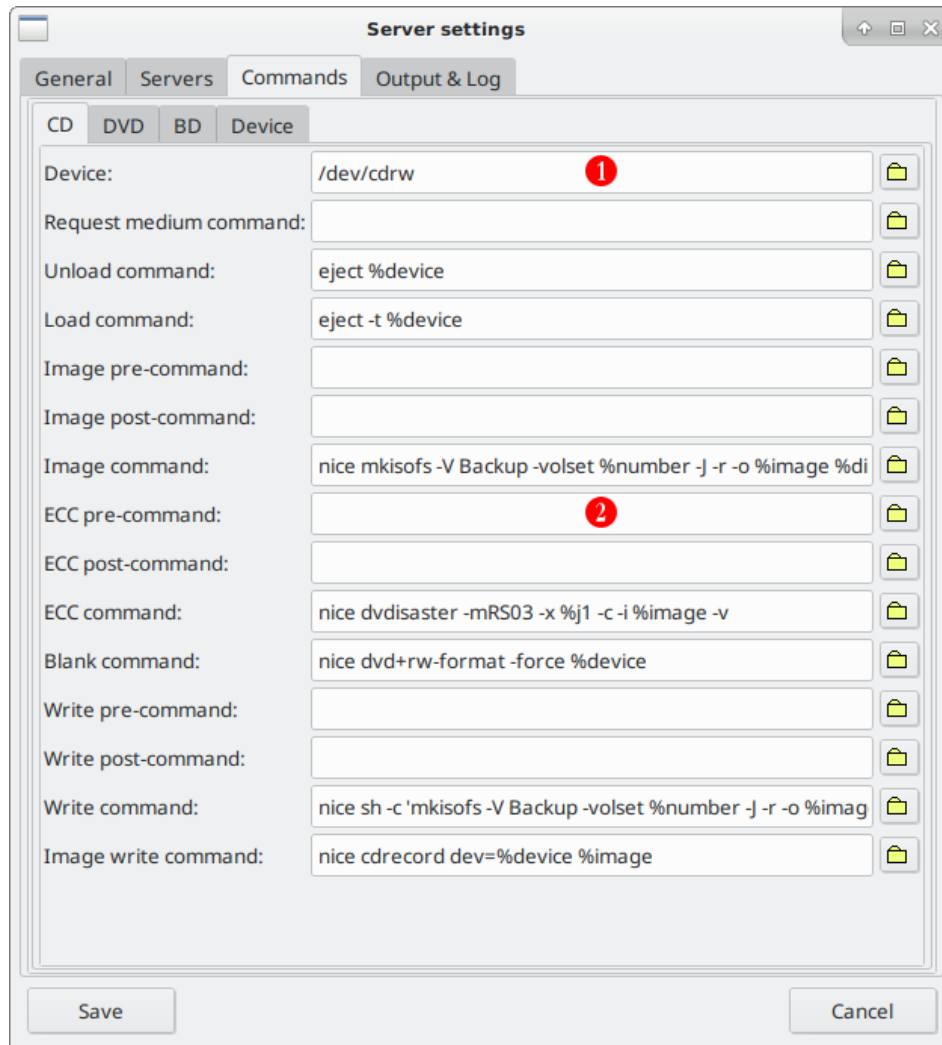 Server settings
General Servers Commands Output & Log
CD DVD BD Device
Device: /dev/cdrw 1
Request medium command:
Unload command: eject %device
Load command: eject -t %device
Image pre-command:
Image post-command:
Image command: nice mkisofs -V Backup -volset %number -J -r -o %image %di
ECC pre-command: 2
ECC post-command:
ECC command: nice dvdisaster -mRS03 -x %j1 -c -i %image -v
Blank command: nice dvd+rw-format -force %device
Write pre-command:
Write post-command:
Write command: nice sh -c 'mkisofs -V Backup -volset %number -J -r -o %imag
Image write command: nice cdrecord dev=%device %image
Save Cancel